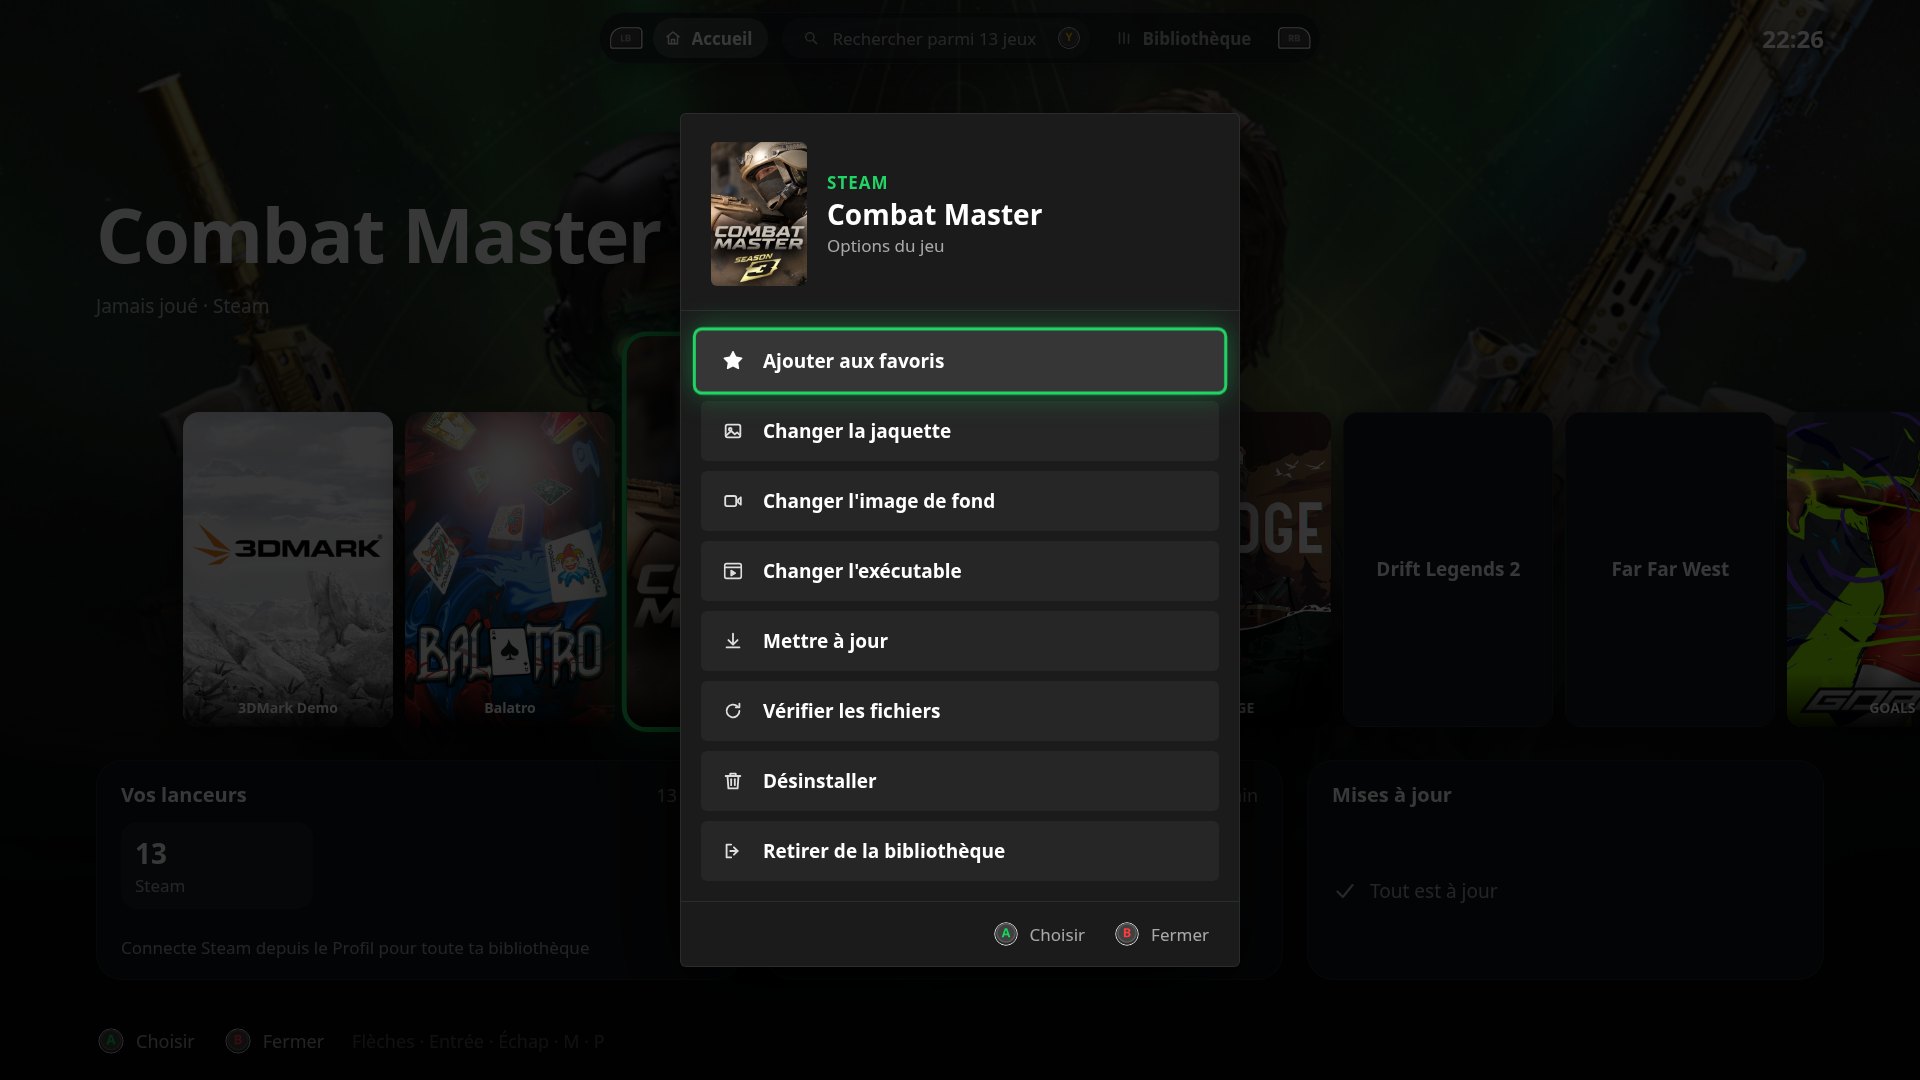 LB
Accueil
Rechercher parmi 13 jeux
Y
Bibliothèque
RB
22:26
Combat Master
Jamais joué · Steam
COMBAT
MASTER
SEASON
3
STEAM
Combat Master
Options du jeu
Ajouter aux favoris
Changer la jaquette
Changer l'image de fond
Changer l'exécutable
Mettre à jour
Vérifier les fichiers
Désinstaller
Retirer de la bibliothèque
A Choisir
B Fermer
3DMARK
3DMark Demo
BALATRO
Balatro
CO
M
DGE
GE
Drift Legends 2
Far Far West
GOALS
Vos lanceurs
13
13
Steam
Connecte Steam depuis le Profil pour toute ta bibliothèque
in
Mises à jour
Tout est à jour
A Choisir
B Fermer
Flèches · Entrée · Échap · M · P